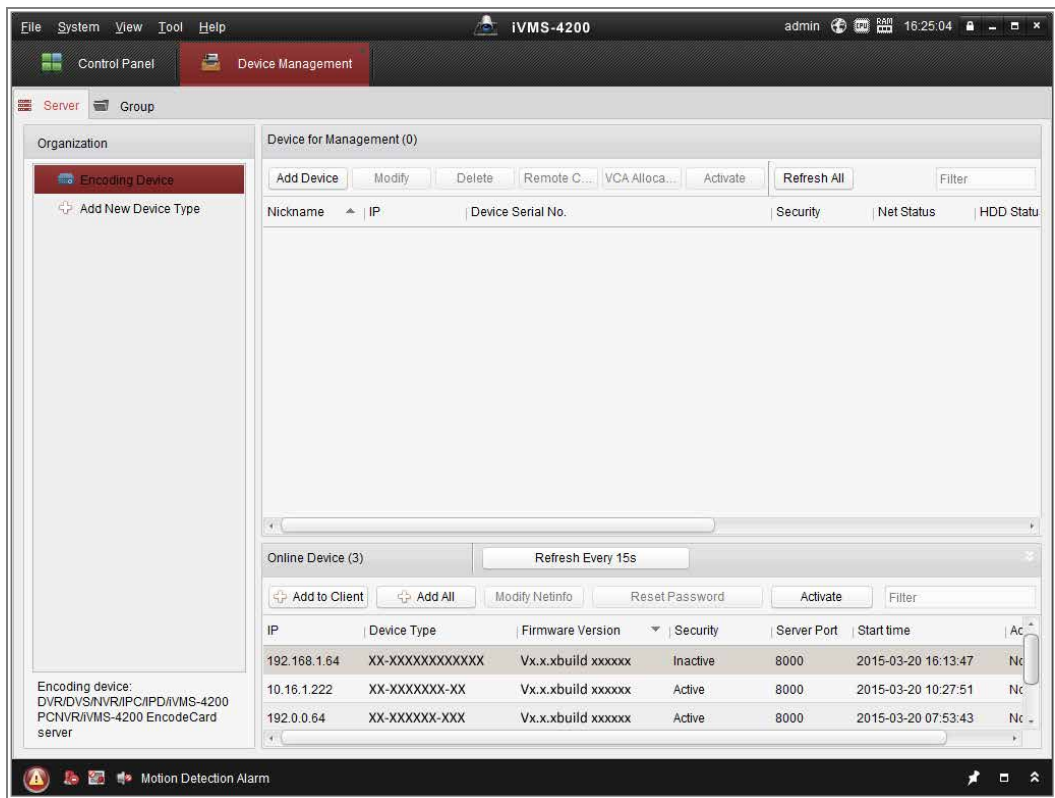 File System View Tool Help iVMS-4200 admin CPU RAM 16:25:04
Control Panel Device Management
Server Group
Organization
Encoding Device
Add New Device Type
Encoding device:
DVR/DVS/NVR/IPC/IPD/iVMS-4200
PCNVR/iVMS-4200 EncodeCard
server
Device for Management (0)
Add Device Modify Delete Remote C... VCA Alloca... Activate Refresh All Filter
Nickname IP Device Serial No. Security Net Status HDD Statu
Online Device (3) Refresh Every 15s
Add to Client Add All Modify Netinfo Reset Password Activate Filter
IP Device Type Firmware Version Security Server Port Start time Ad
192.168.1.64 XX-XXXXXXXXXXXX Vx.x.xbuild xxxxxx Inactive 8000 2015-03-20 16:13:47 No
10.16.1.222 XX-XXXXXXX-XX Vx.x.xbuild xxxxxx Active 8000 2015-03-20 10:27:51 No
192.0.0.64 XX-XXXXXX-XXX Vx.x.xbuild xxxxxx Active 8000 2015-03-20 07:53:43 No
Motion Detection Alarm